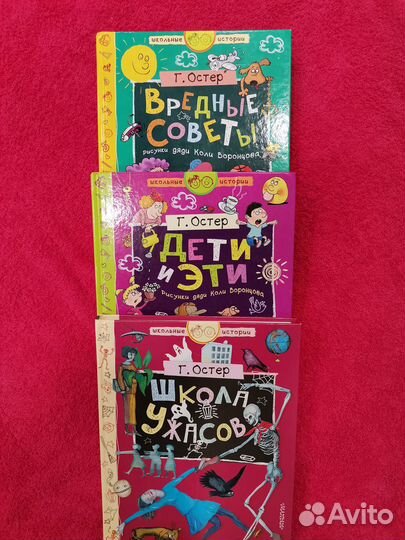 школьные истории
Г. Остер
Вредные
советы
рисунки дяди Коли Воронцова
школьные истории
Г. Остер
Дети
и Эти
рисунки дяди Коли Воронцова
школьные истории
Г. Остер
Школа
ужасов
Avito